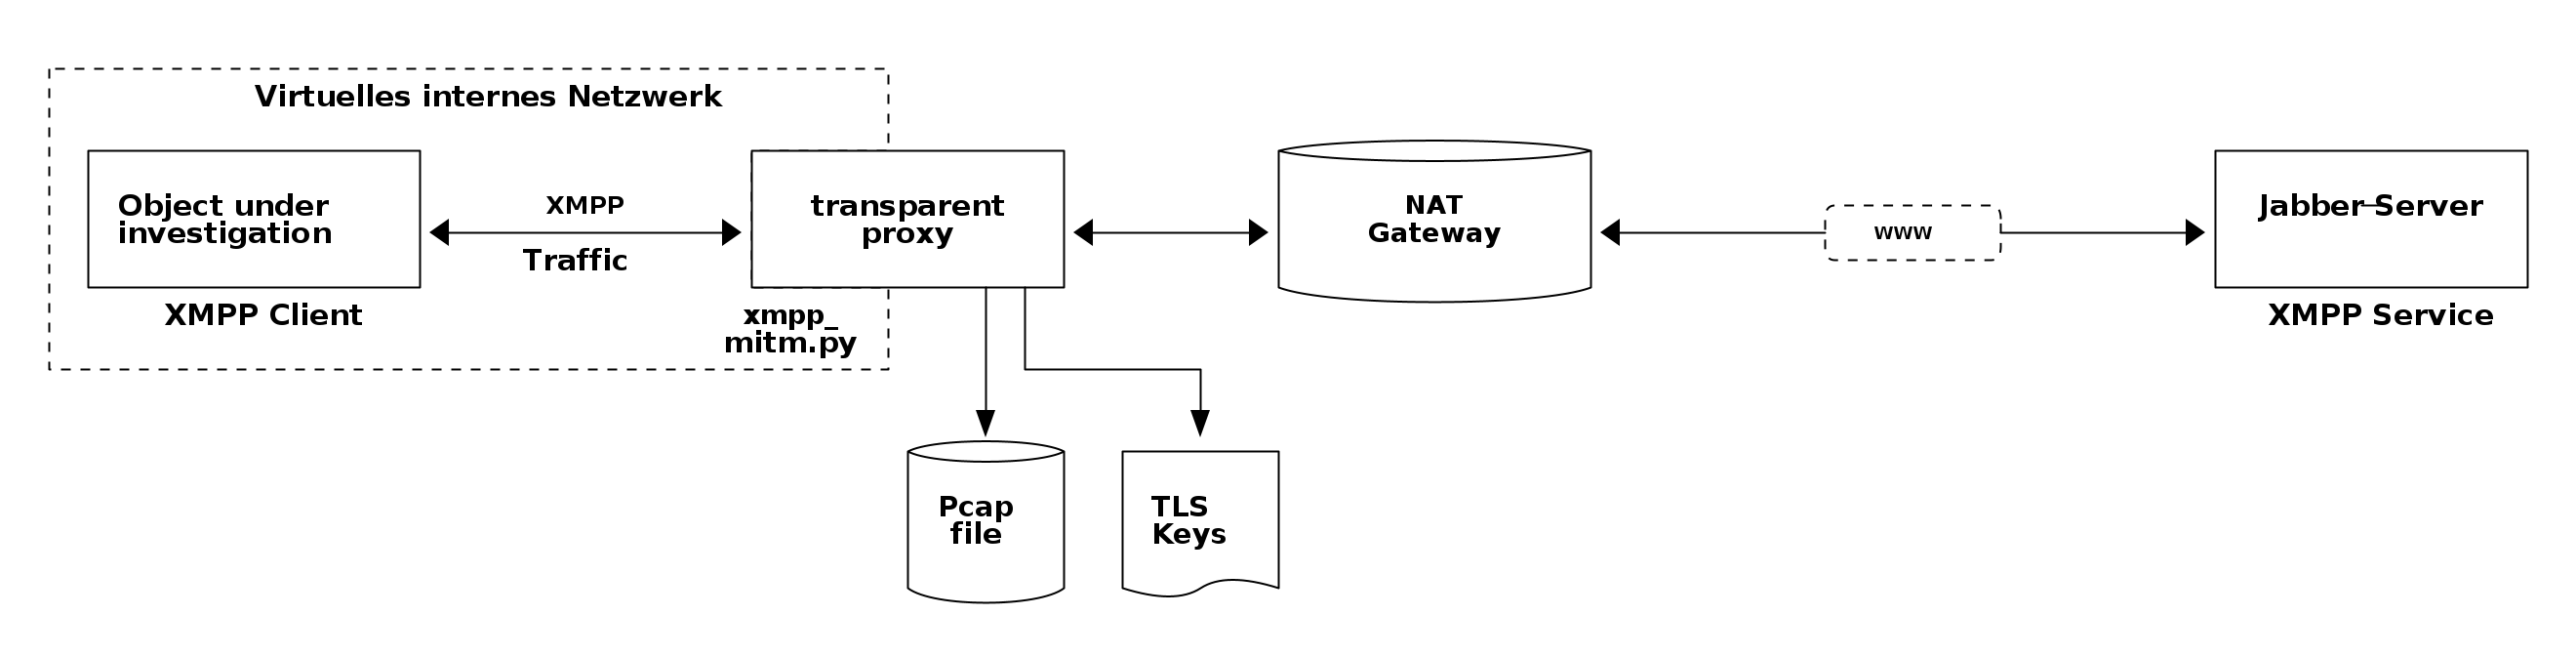 Virtuelles internes Netzwerk
Object under
investigation
XMPP Client
XMPP
Traffic
transparent
proxy
xmpp_
mitm.py
NAT
Gateway
www
Jabber-Server
XMPP Service
Pcap
file
TLS
Keys